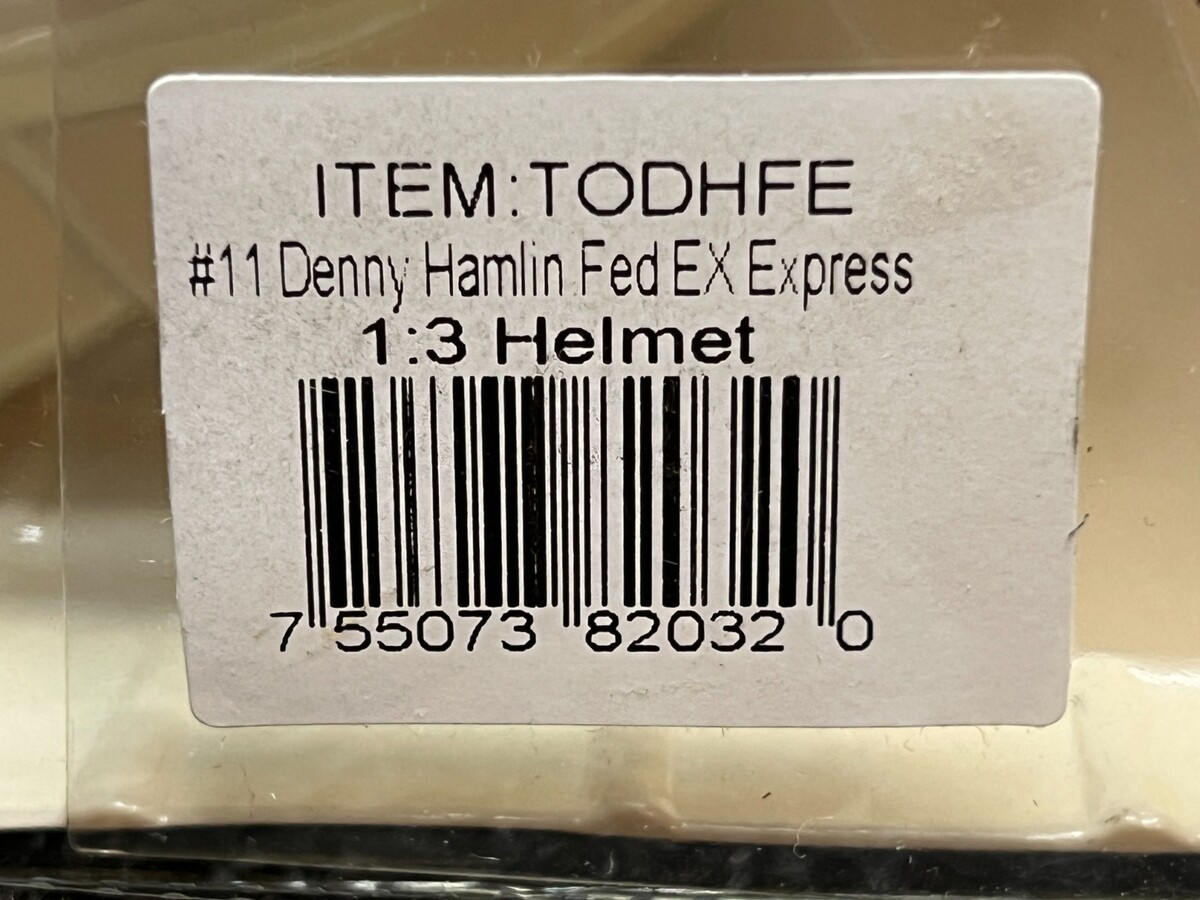 ITEM:TODHFE
#11 Denny Hamlin Fed EX Express
1:3 Helmet
7 55073 82032 0